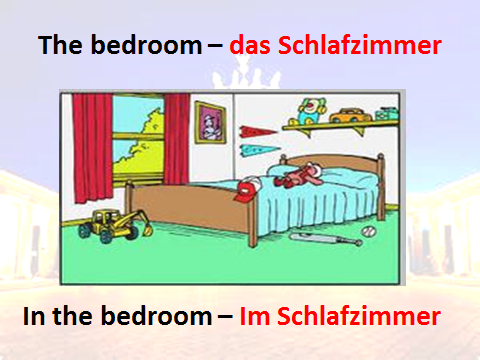 The bedroom – das Schlafzimmer
In the bedroom – Im Schlafzimmer